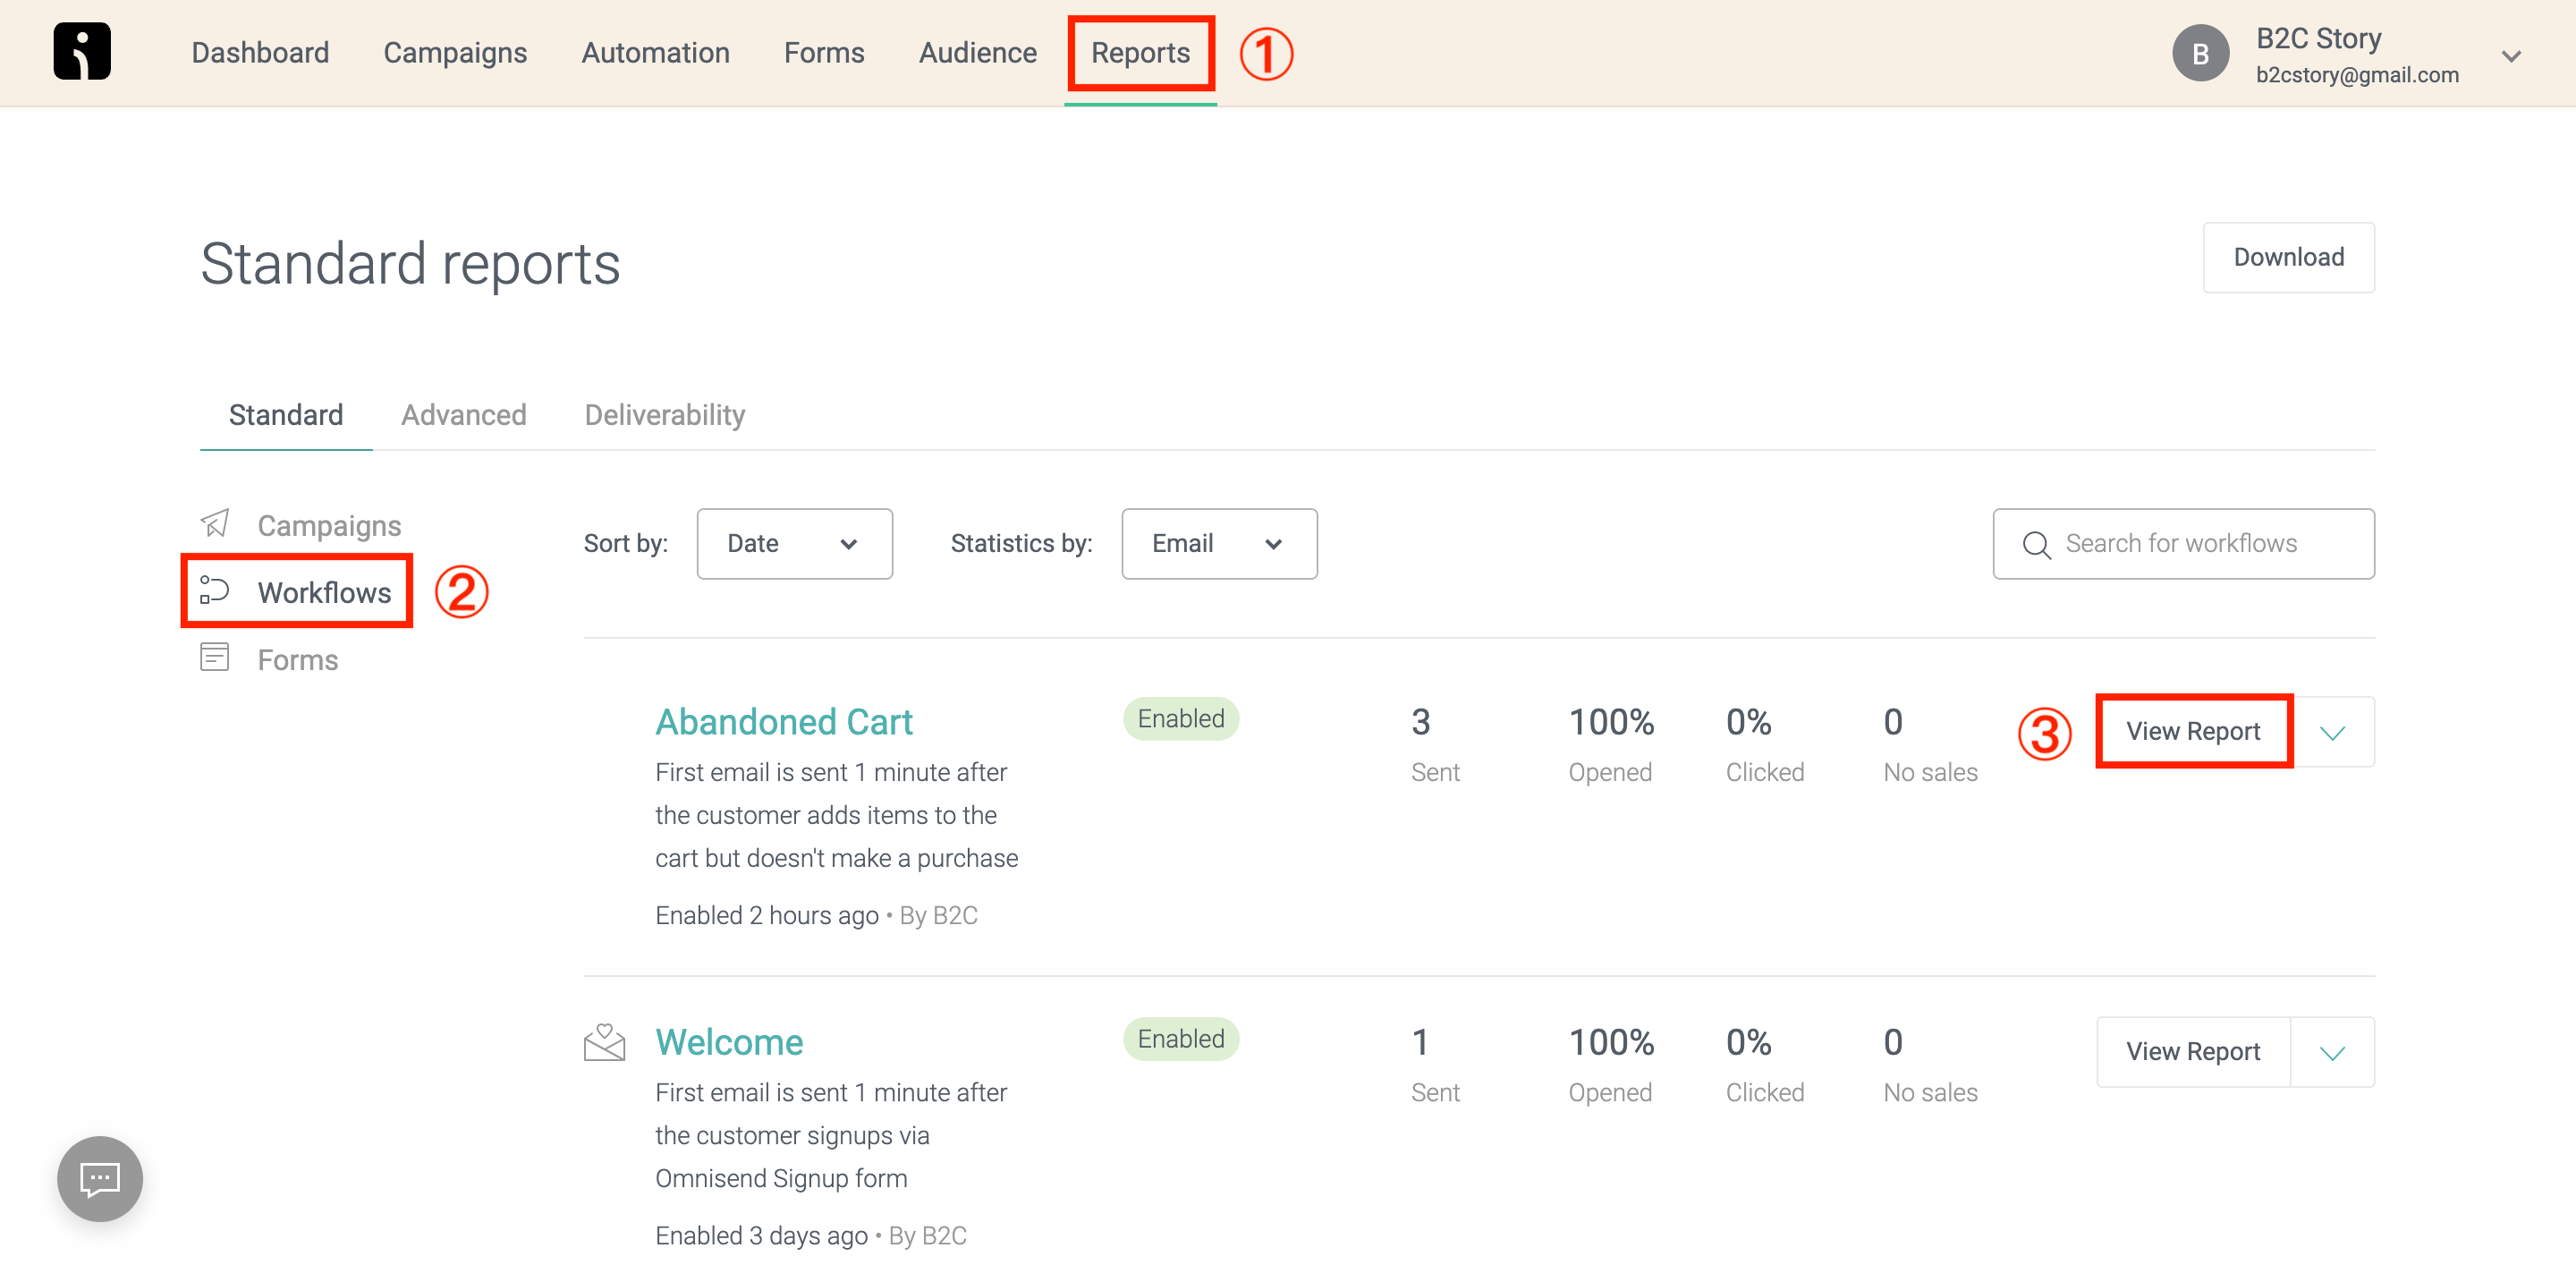 Dashboard Campaigns Automation Forms Audience Reports ① B B2C Story
b2cstory@gmail.com
Standard reports Download
Standard Advanced Deliverability
Campaigns
Workflows ②
Forms
Sort by: Date Statistics by: Email Search for workflows
Abandoned Cart Enabled 3 100% 0% 0 ③ View Report
Sent Opened Clicked No sales
First email is sent 1 minute after
the customer adds items to the
cart but doesn't make a purchase
Enabled 2 hours ago • By B2C
Welcome Enabled 1 100% 0% 0 View Report
Sent Opened Clicked No sales
First email is sent 1 minute after
the customer signups via
Omnisend Signup form
Enabled 3 days ago • By B2C